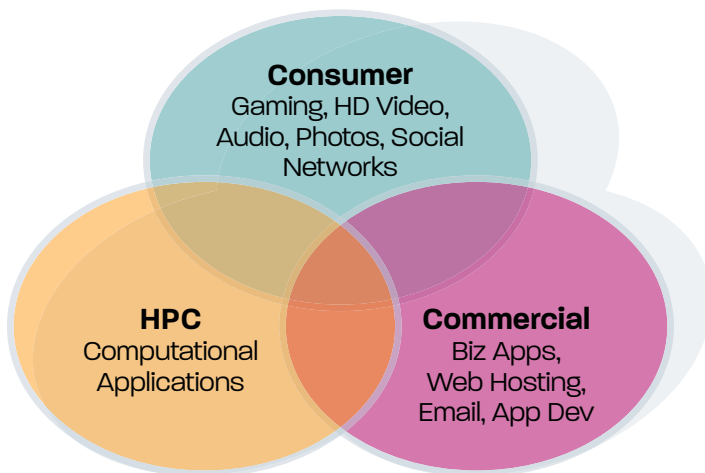 Consumer
Gaming, HD Video,
Audio, Photos, Social
Networks
HPC
Computational
Applications
Commercial
Biz Apps,
Web Hosting,
Email, App Dev